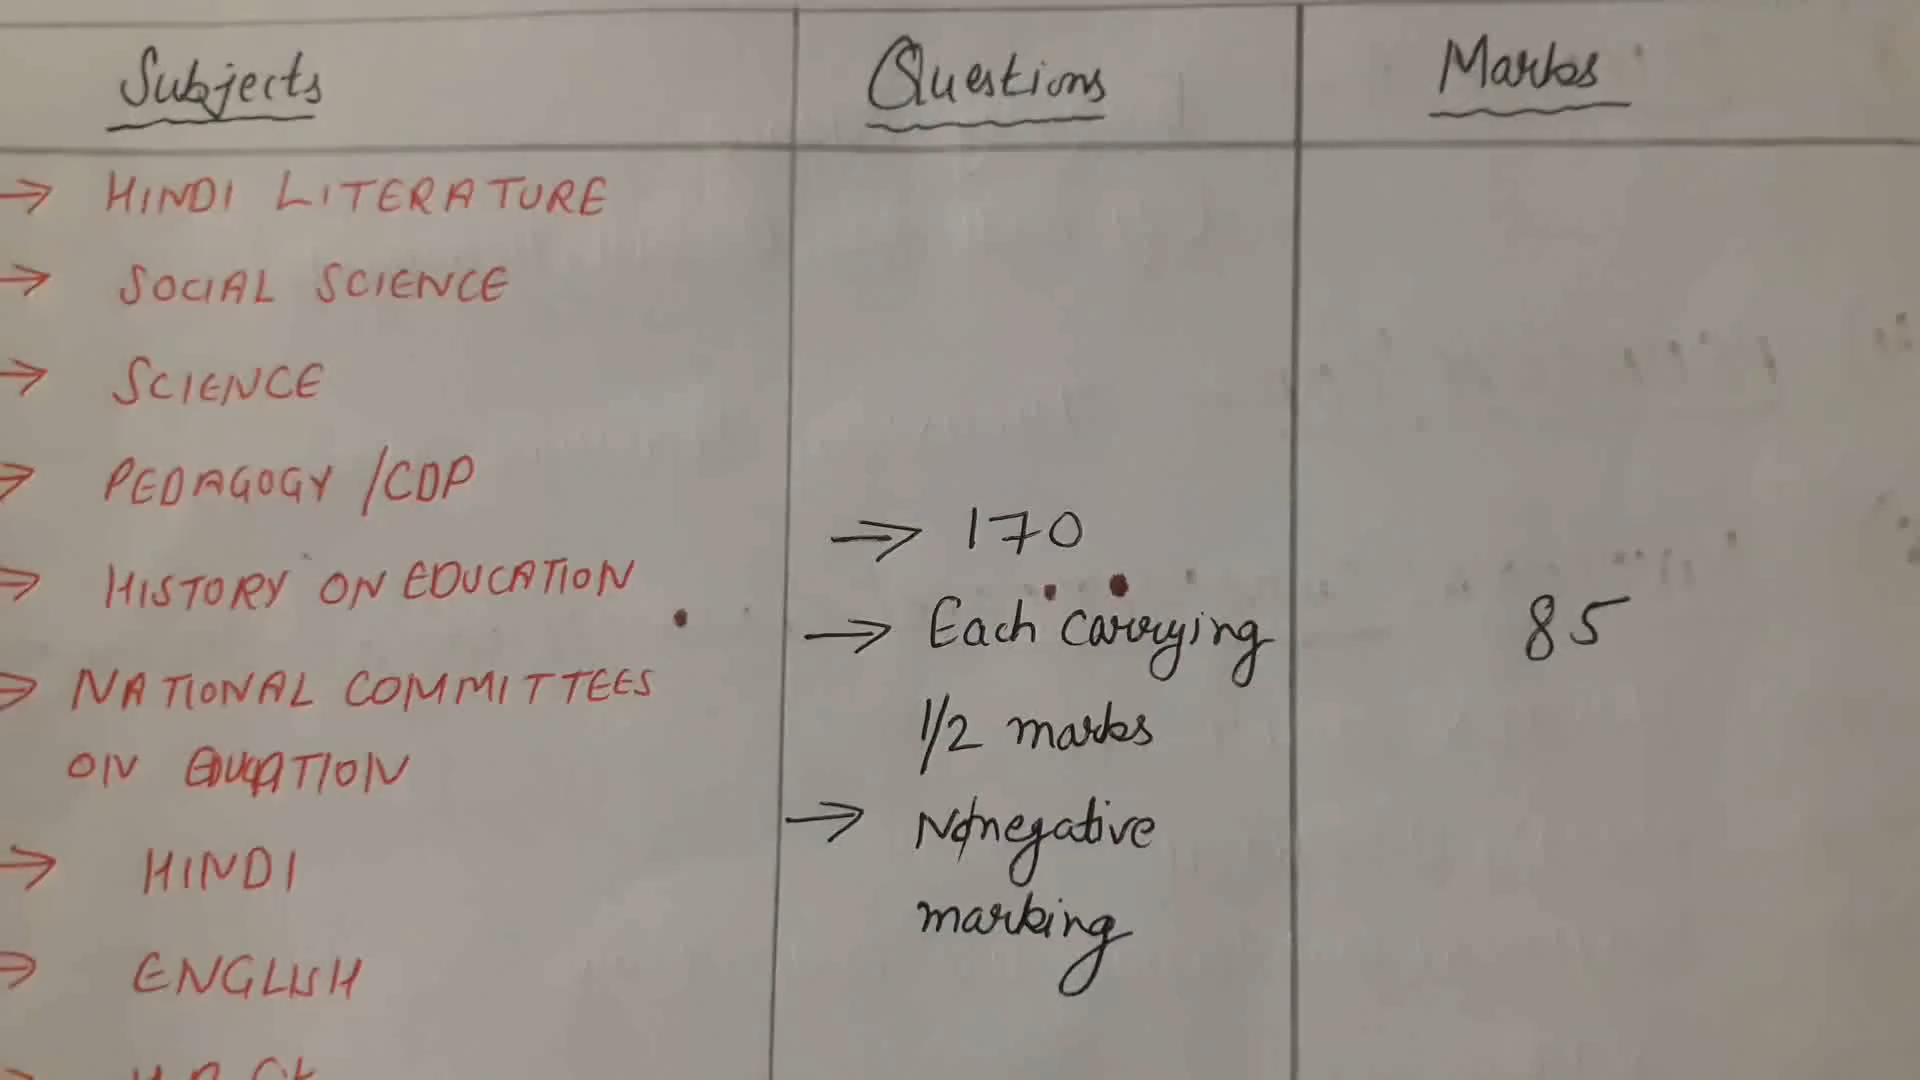 Subjects Questions Marks
→ HINDI LITERATURE
→ SOCIAL SCIENCE
→ SCIENCE
→ PEDAGOGY /CDP
→ HISTORY ON EDUCATION
→ NATIONAL COMMITTEES
ON EDUCATION
→ HINDI
→ ENGLISH
→ 170
→ Each carrying
1/2 marks
→ No negative
marking
85